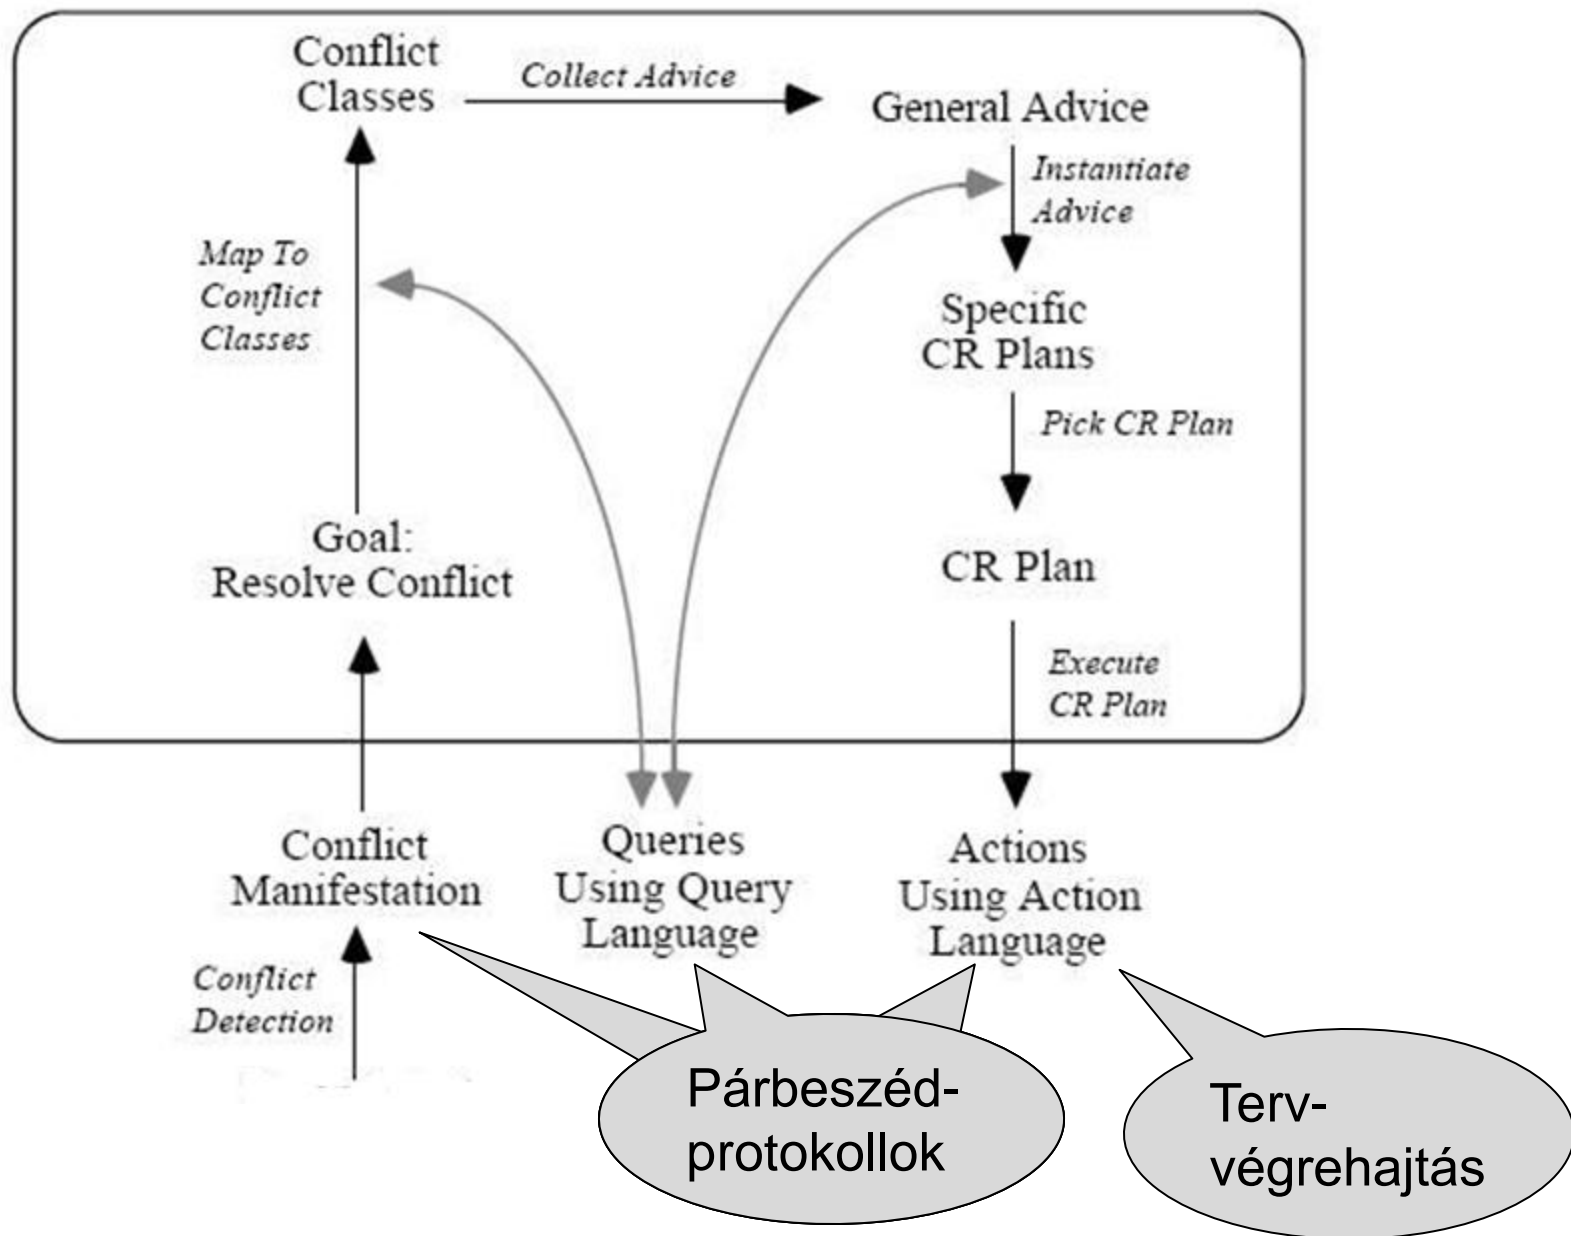 Conflict
Classes
Collect Advice
General Advice
Instantiate
Advice
Map To
Conflict
Classes
Specific
CR Plans
Pick CR Plan
Goal:
Resolve Conflict
CR Plan
Execute
CR Plan
Conflict
Manifestation
Queries
Using Query
Language
Actions
Using Action
Language
Conflict
Detection
Párbeszéd-
protokollok
Terv-
végrehajtás